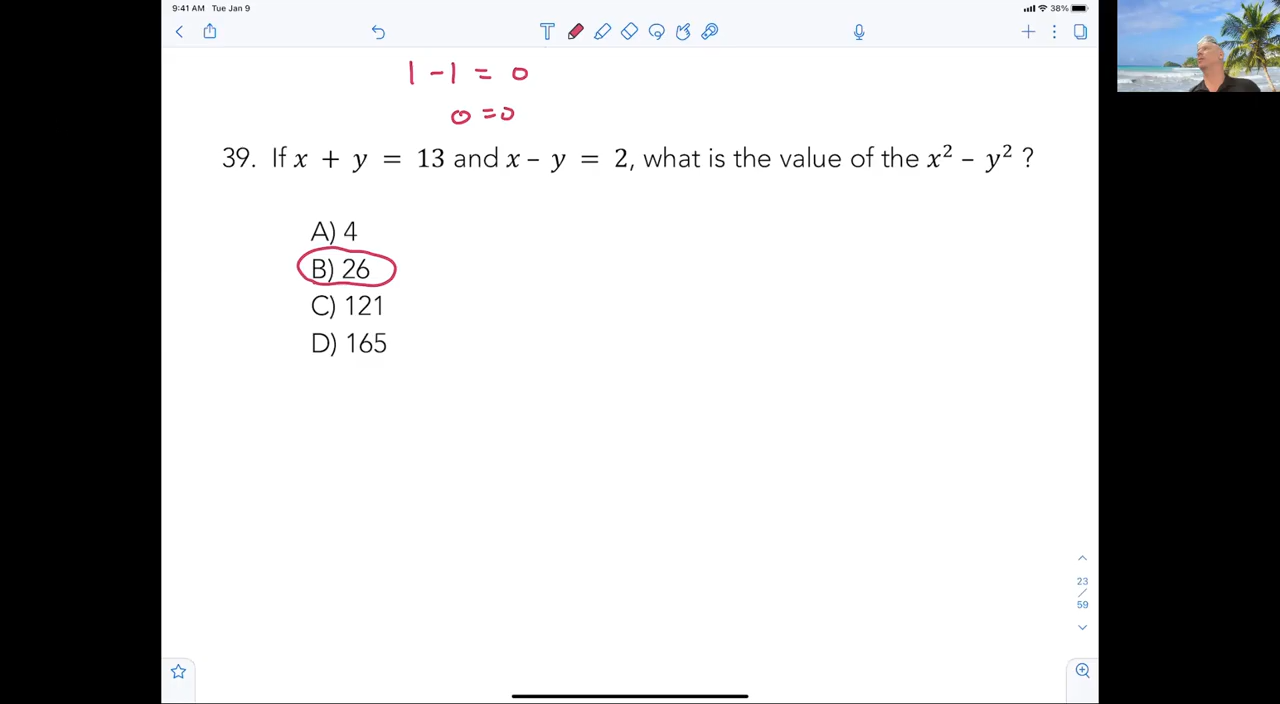 9:41 AM Tue Jan 9
38%
1 - 1 = 0
0 = 0
39. If x + y = 13 and x – y = 2, what is the value of the x² – y² ?
A) 4
B) 26
C) 121
D) 165
23
/
59